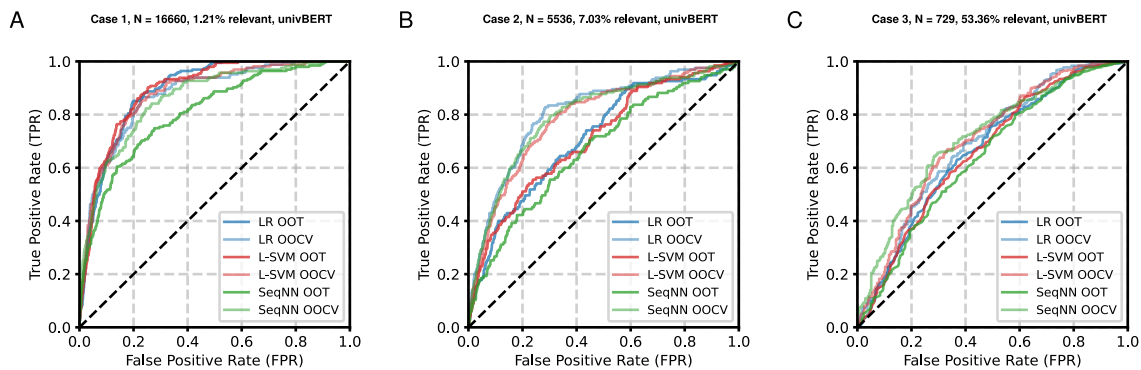 A
Case 1, N = 16660, 1.21% relevant, univBERT
True Positive Rate (TPR)
1.0
0.8
0.6
0.4
0.2
0.0
LR OOT
LR OOCV
L-SVM OOT
L-SVM OOCV
SeqNN OOT
SeqNN OOCV
0.0 0.2 0.4 0.6 0.8 1.0
False Positive Rate (FPR)
B
Case 2, N = 5536, 7.03% relevant, univBERT
True Positive Rate (TPR)
1.0
0.8
0.6
0.4
0.2
0.0
LR OOT
LR OOCV
L-SVM OOT
L-SVM OOCV
SeqNN OOT
SeqNN OOCV
0.0 0.2 0.4 0.6 0.8 1.0
False Positive Rate (FPR)
C
Case 3, N = 729, 53.36% relevant, univBERT
True Positive Rate (TPR)
1.0
0.8
0.6
0.4
0.2
0.0
LR OOT
LR OOCV
L-SVM OOT
L-SVM OOCV
SeqNN OOT
SeqNN OOCV
0.0 0.2 0.4 0.6 0.8 1.0
False Positive Rate (FPR)